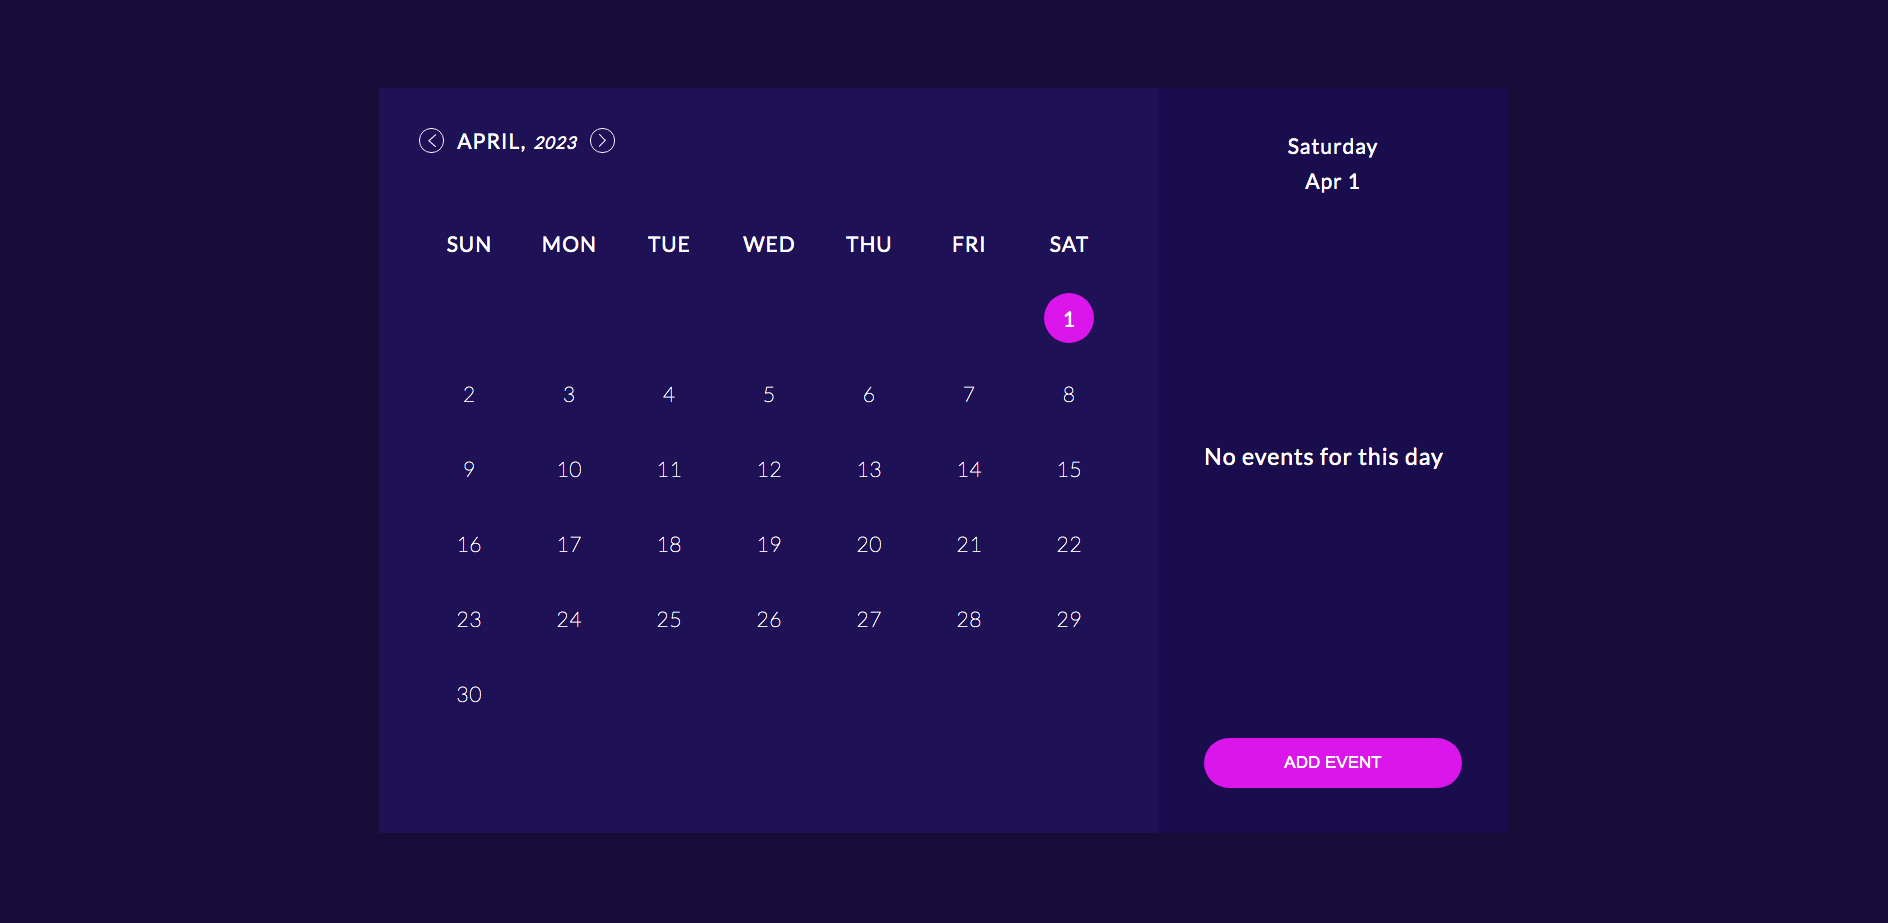 APRIL, 2023
SUN MON TUE WED THU FRI SAT
1
2 3 4 5 6 7 8
9 10 11 12 13 14 15
16 17 18 19 20 21 22
23 24 25 26 27 28 29
30
Saturday
Apr 1
No events for this day
ADD EVENT